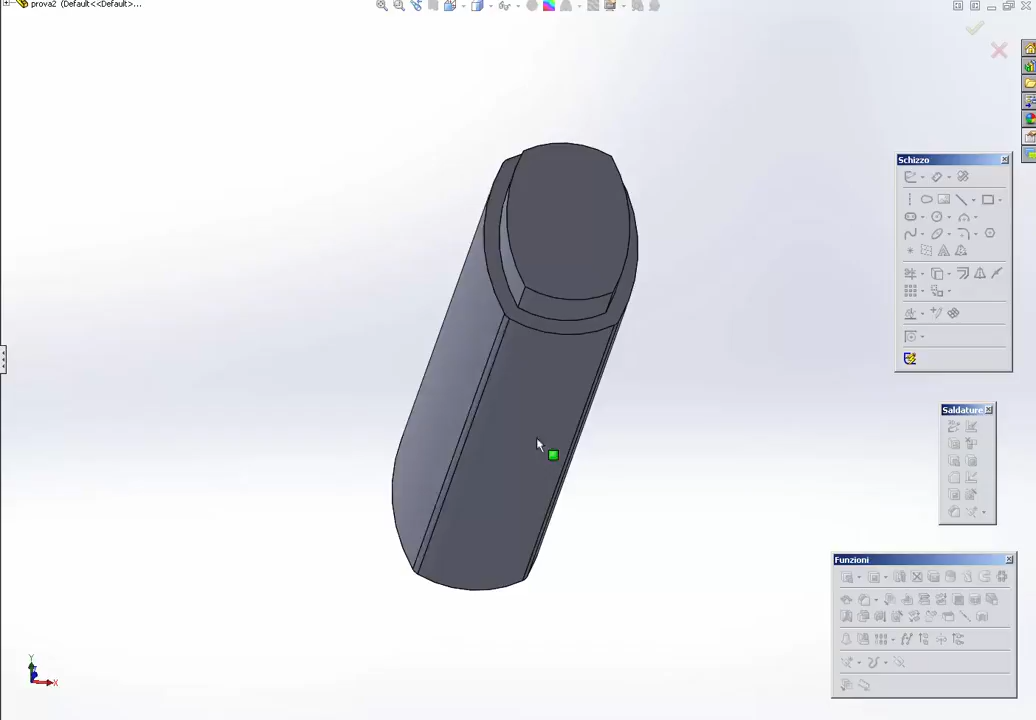 prova2 (Default<<Default>...
Schizzo
Saldature
Funzioni
Y
X